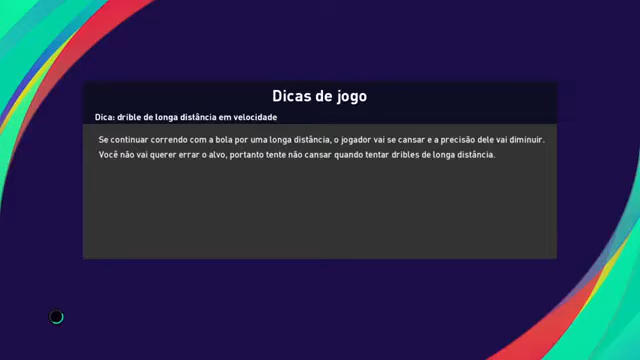 Dicas de jogo
Dica: drible de longa distância em velocidade
Se continuar correndo com a bola por uma longa distância, o jogador vai se cansar e a precisão dele vai diminuir.
Você não vai querer errar o alvo, portanto tente não cansar quando tentar dribles de longa distância.